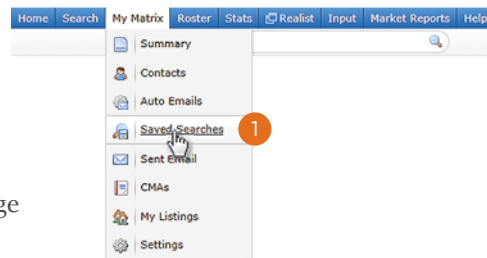 Home Search My Matrix Roster Stats Realist Input Market Reports Help
Summary
Contacts
Auto Emails
Saved Searches 1
Sent Email
CMAs
ge
My Listings
Settings